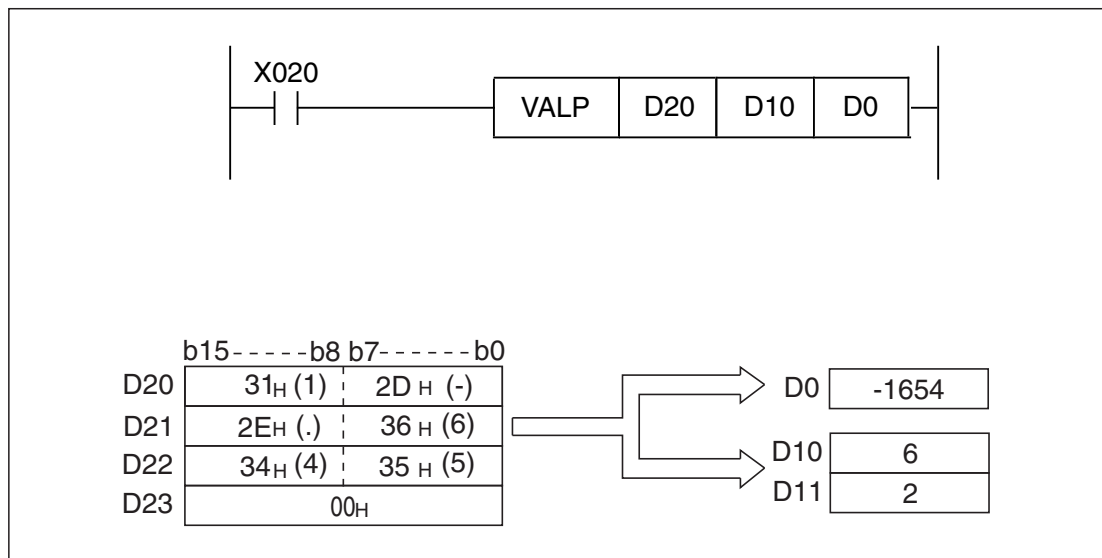 X020
VALP D20 D10 D0
b15-----b8 b7------b0
D20 31H (1) 2D H (-)
D21 2EH (.) 36 H (6)
D22 34H (4) 35 H (5)
D23 00H
D0 -1654
D10 6
D11 2